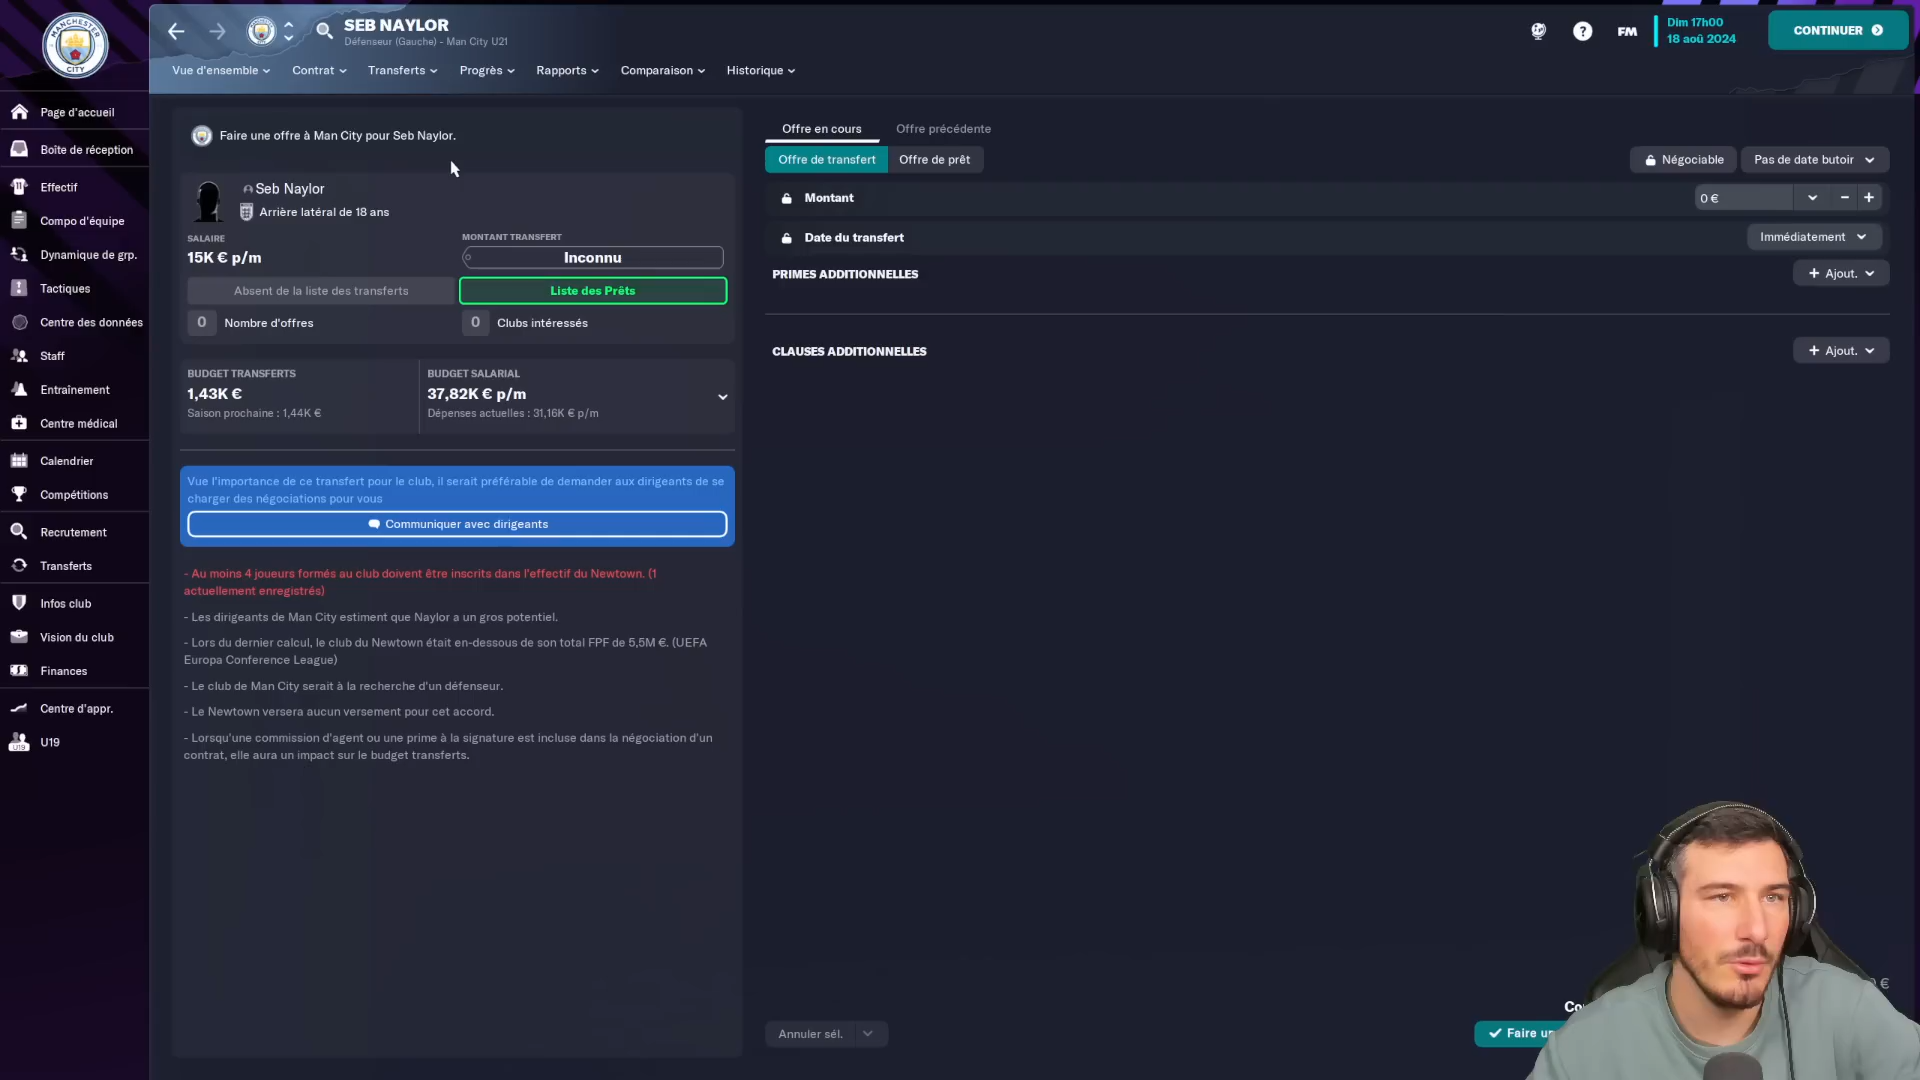 MANCHESTER
CITY
SEB NAYLOR
Défenseur (Gauche) - Man City U21
FM
Dim 17h00
18 aoû 2024
CONTINUER
Vue d'ensemble
Contrat
Transferts
Progrès
Rapports
Comparaison
Historique
Page d'accueil
Boîte de réception
Effectif
Compo d'équipe
Dynamique de grp.
Tactiques
Centre des données
Staff
Entraînement
Centre médical
Calendrier
Compétitions
Recrutement
Transferts
Infos club
Vision du club
Finances
Centre d'appr.
U19
Faire une offre à Man City pour Seb Naylor.
Seb Naylor
Arrière latéral de 18 ans
SALAIRE
15K € p/m
MONTANT TRANSFERT
Inconnu
Absent de la liste des transferts
Liste des Prêts
0 Nombre d'offres
0 Clubs intéressés
BUDGET TRANSFERTS
1,43K €
Saison prochaine : 1,44K €
BUDGET SALARIAL
37,82K € p/m
Dépenses actuelles : 31,16K € p/m
Vue l'importance de ce transfert pour le club, il serait préférable de demander aux dirigeants de se
charger des négociations pour vous
Communiquer avec dirigeants
- Au moins 4 joueurs formés au club doivent être inscrits dans l'effectif du Newtown. (1
actuellement enregistrés)
- Les dirigeants de Man City estiment que Naylor a un gros potentiel.
- Lors du dernier calcul, le club du Newtown était en-dessous de son total FPF de 5,5M €. (UEFA
Europa Conference League)
- Le club de Man City serait à la recherche d'un défenseur.
- Le Newtown versera aucun versement pour cet accord.
- Lorsqu'une commission d'agent ou une prime à la signature est incluse dans la négociation d'un
contrat, elle aura un impact sur le budget transferts.
Offre en cours
Offre précédente
Offre de transfert
Offre de prêt
Négociable
Pas de date butoir
Montant
0 €
Date du transfert
Immédiatement
PRIMES ADDITIONNELLES
+ Ajout.
CLAUSES ADDITIONNELLES
+ Ajout.
Annuler sél.
€
Faire un